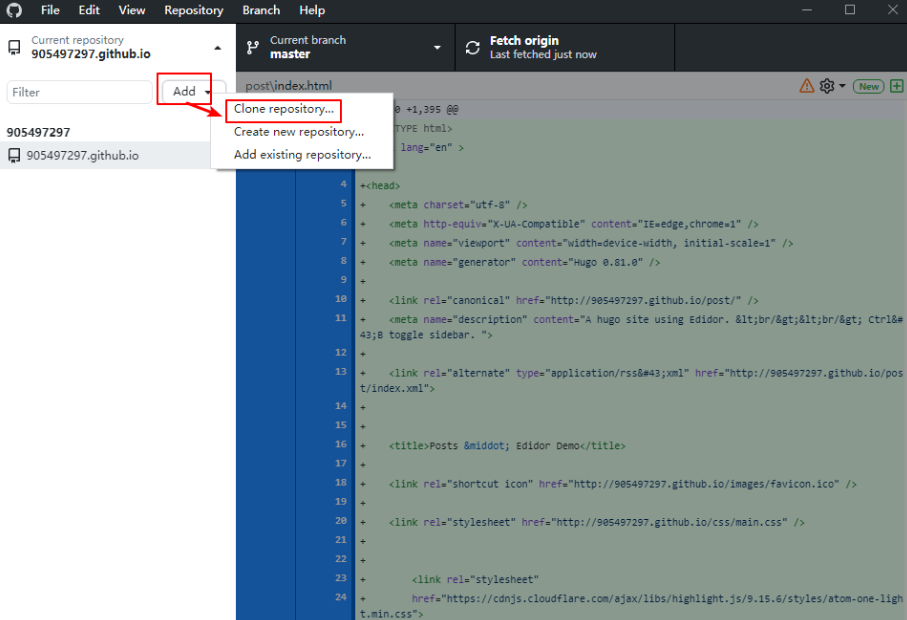 File Edit View Repository Branch Help
Current repository
905497297.github.io
Current branch
master
Fetch origin
Last fetched just now
Filter
Add
post\index.html
New
Clone repository...
Create new repository...
Add existing repository...
905497297
905497297.github.io
0 +1,395 @@
TYPE html>
lang="en" >
4 +<head>
5 + <meta charset="utf-8" />
6 + <meta http-equiv="X-UA-Compatible" content="IE=edge,chrome=1" />
7 + <meta name="viewport" content="width=device-width, initial-scale=1" />
8 + <meta name="generator" content="Hugo 0.81.0" />
9 +
10 + <link rel="canonical" href="http://905497297.github.io/post/" />
11 + <meta name="description" content="A hugo site using Edidor. &lt;br/&gt;&lt;br/&gt; Ctrl&#
43;B toggle sidebar. ">
12 +
13 + <link rel="alternate" type="application/rss&#43;xml" href="http://905497297.github.io/pos
t/index.xml">
14 +
15 +
16 + <title>Posts &middot; Edidor Demo</title>
17 +
18 + <link rel="shortcut icon" href="http://905497297.github.io/images/favicon.ico" />
19 +
20 + <link rel="stylesheet" href="http://905497297.github.io/css/main.css" />
21 +
22 +
23 + <link rel="stylesheet"
24 + href="https://cdnjs.cloudflare.com/ajax/libs/highlight.js/9.15.6/styles/atom-one-ligh
t.min.css">